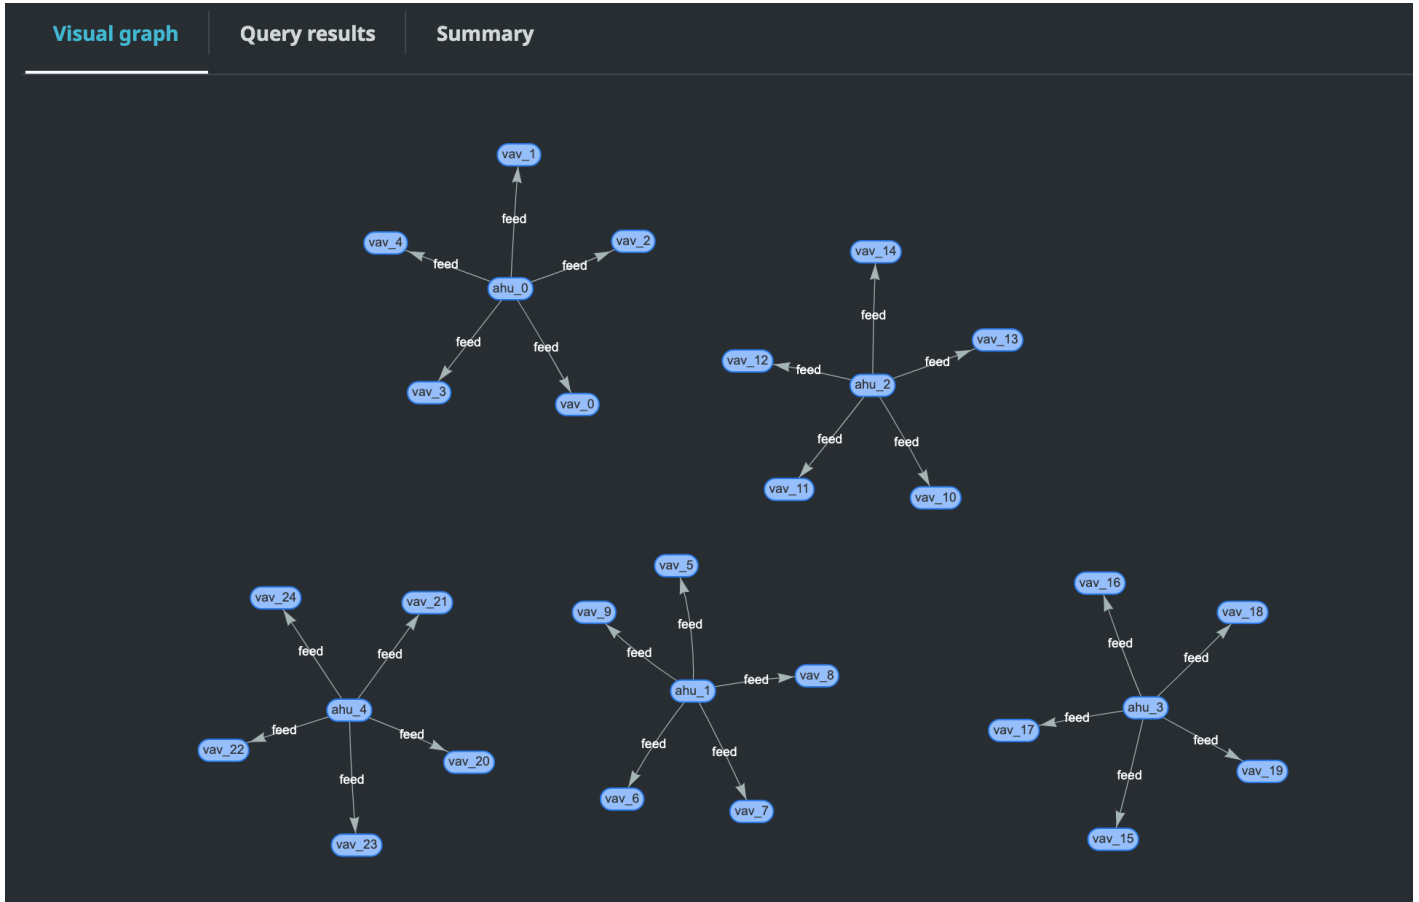 Visual graph
Query results
Summary
vav_1
feed
vav_4
feed
feed
vav_2
ahu_0
feed
feed
vav_3
vav_0
vav_14
feed
vav_12
feed
feed
vav_13
ahu_2
feed
feed
vav_11
vav_10
vav_24
vav_21
feed
feed
ahu_4
vav_22
feed
feed
vav_20
feed
vav_23
vav_5
vav_9
feed
feed
ahu_1
feed
vav_8
feed
feed
vav_6
vav_7
vav_16
vav_18
feed
feed
ahu_3
vav_17
feed
feed
vav_19
feed
vav_15